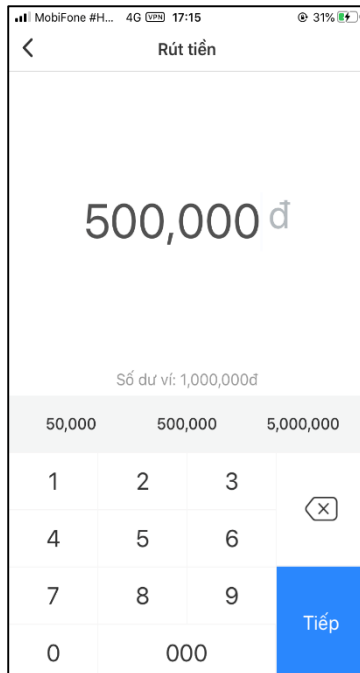 MobiFone #H... 4G VPN 17:15 31%
Rút tiền
500,000 đ
Số dư ví: 1,000,000đ
50,000 500,000 5,000,000
1 2 3
4 5 6
7 8 9
Tiếp
0 000